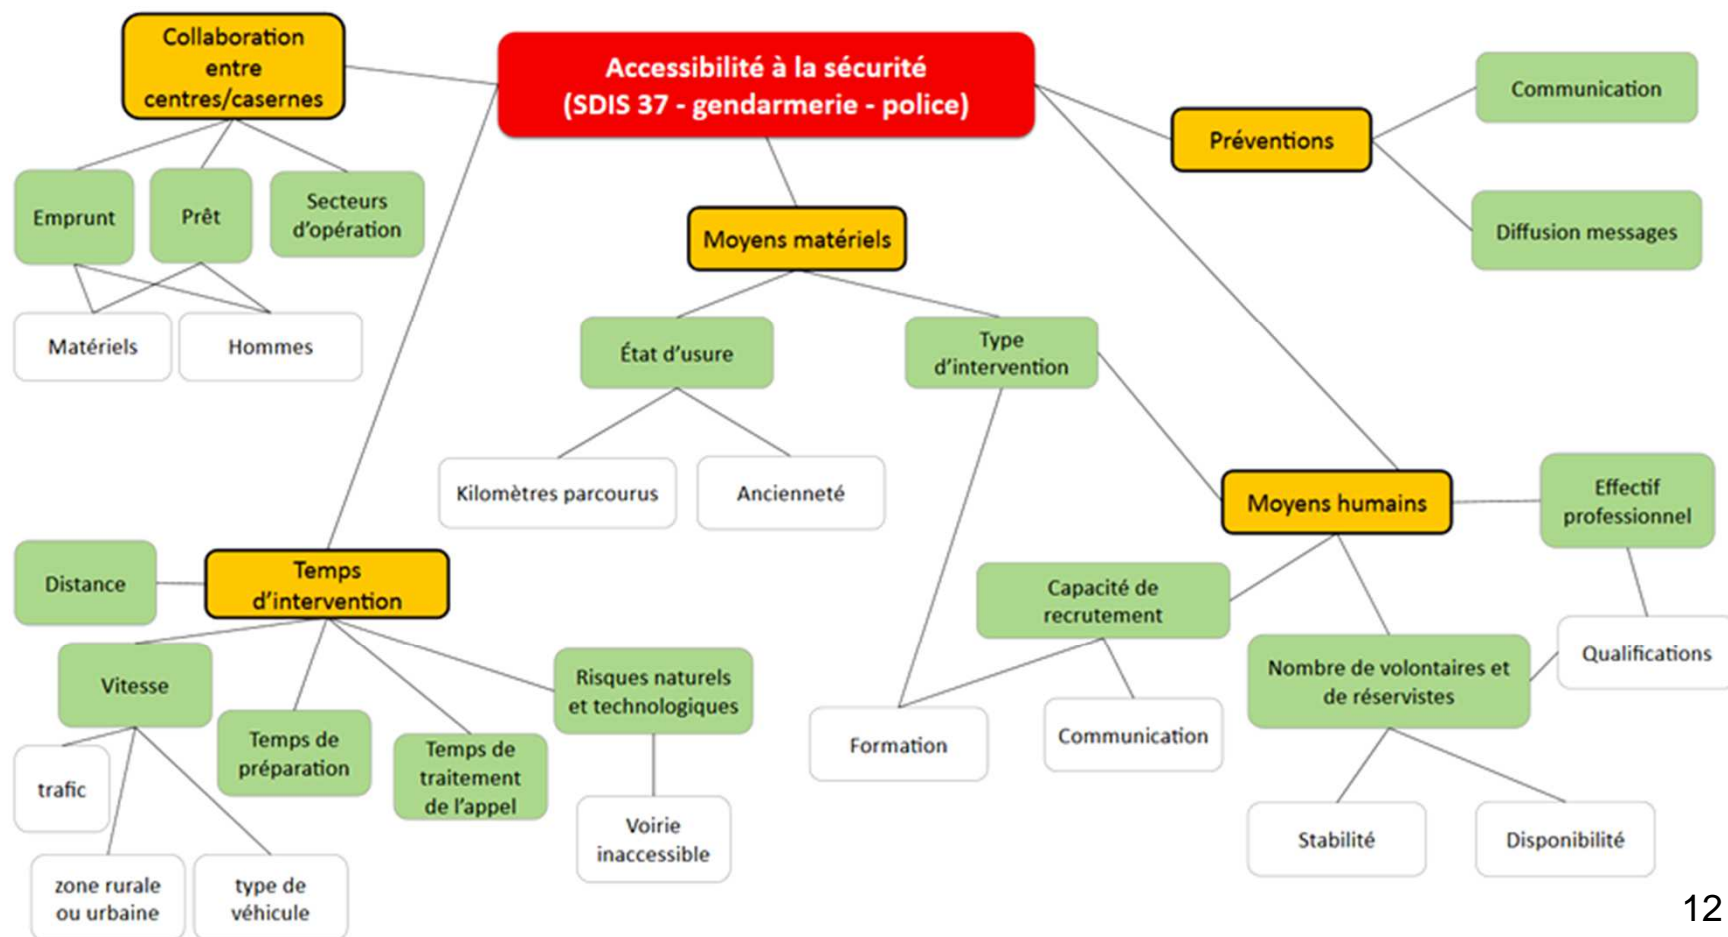 Collaboration
entre
centres/casernes
Accessibilité à la sécurité
(SDIS 37 - gendarmerie - police)
Préventions
Communication
Diffusion messages
Emprunt
Prêt
Secteurs
d'opération
Matériels
Hommes
Moyens matériels
État d'usure
Type
d'intervention
Kilomètres parcourus
Ancienneté
Moyens humains
Effectif
professionnel
Capacité de
recrutement
Nombre de volontaires et
de réservistes
Qualifications
Formation
Communication
Stabilité
Disponibilité
Distance
Temps
d'intervention
Vitesse
Temps de
préparation
Temps de
traitement
de l'appel
Risques naturels
et technologiques
trafic
zone rurale
ou urbaine
type de
véhicule
Voirie
inaccessible
12